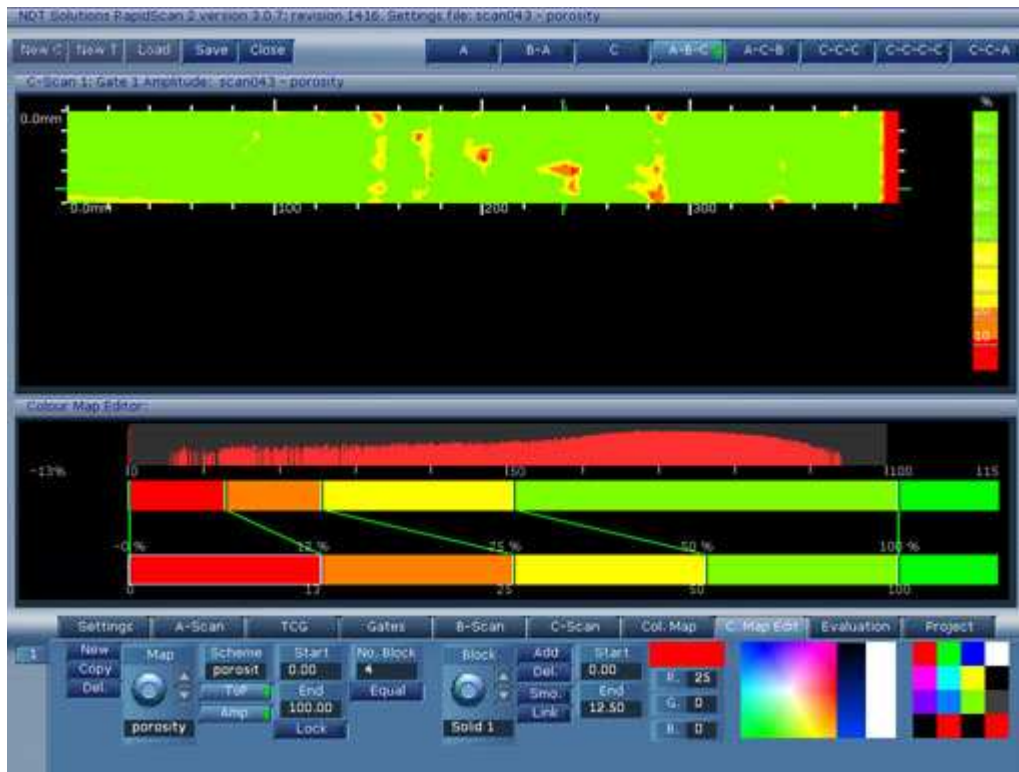 NDT Solutions RapidScan 2 version 3.0.7: revision 1416. Settings file: scan043 - porosity
New C New T Load Save Close A B-A C A-B-C A-C-B C-C-C C-C-C-C C-C-A
C-Scan 1: Gate 1 Amplitude: scan043 - porosity
%
0.0mm
0.0mm 100 200 300
10
Colour Map Editor:
-13% 0 50 100 115
-0 % 12 % 25 % 50 % 100 %
0 13 25 50 100
Settings A-Scan TCG Gates B-Scan C-Scan Col. Map C. Map Edit Evaluation Project
1 New Map Scheme Start No. Block Block Add Start
Copy porosit 0.00 4 Del. 0.00
Del. ToF End Equal Smo. End
Amp 100.00 Link 12.50
porosity Lock Solid 1
R. 25
G. 0
B. 0